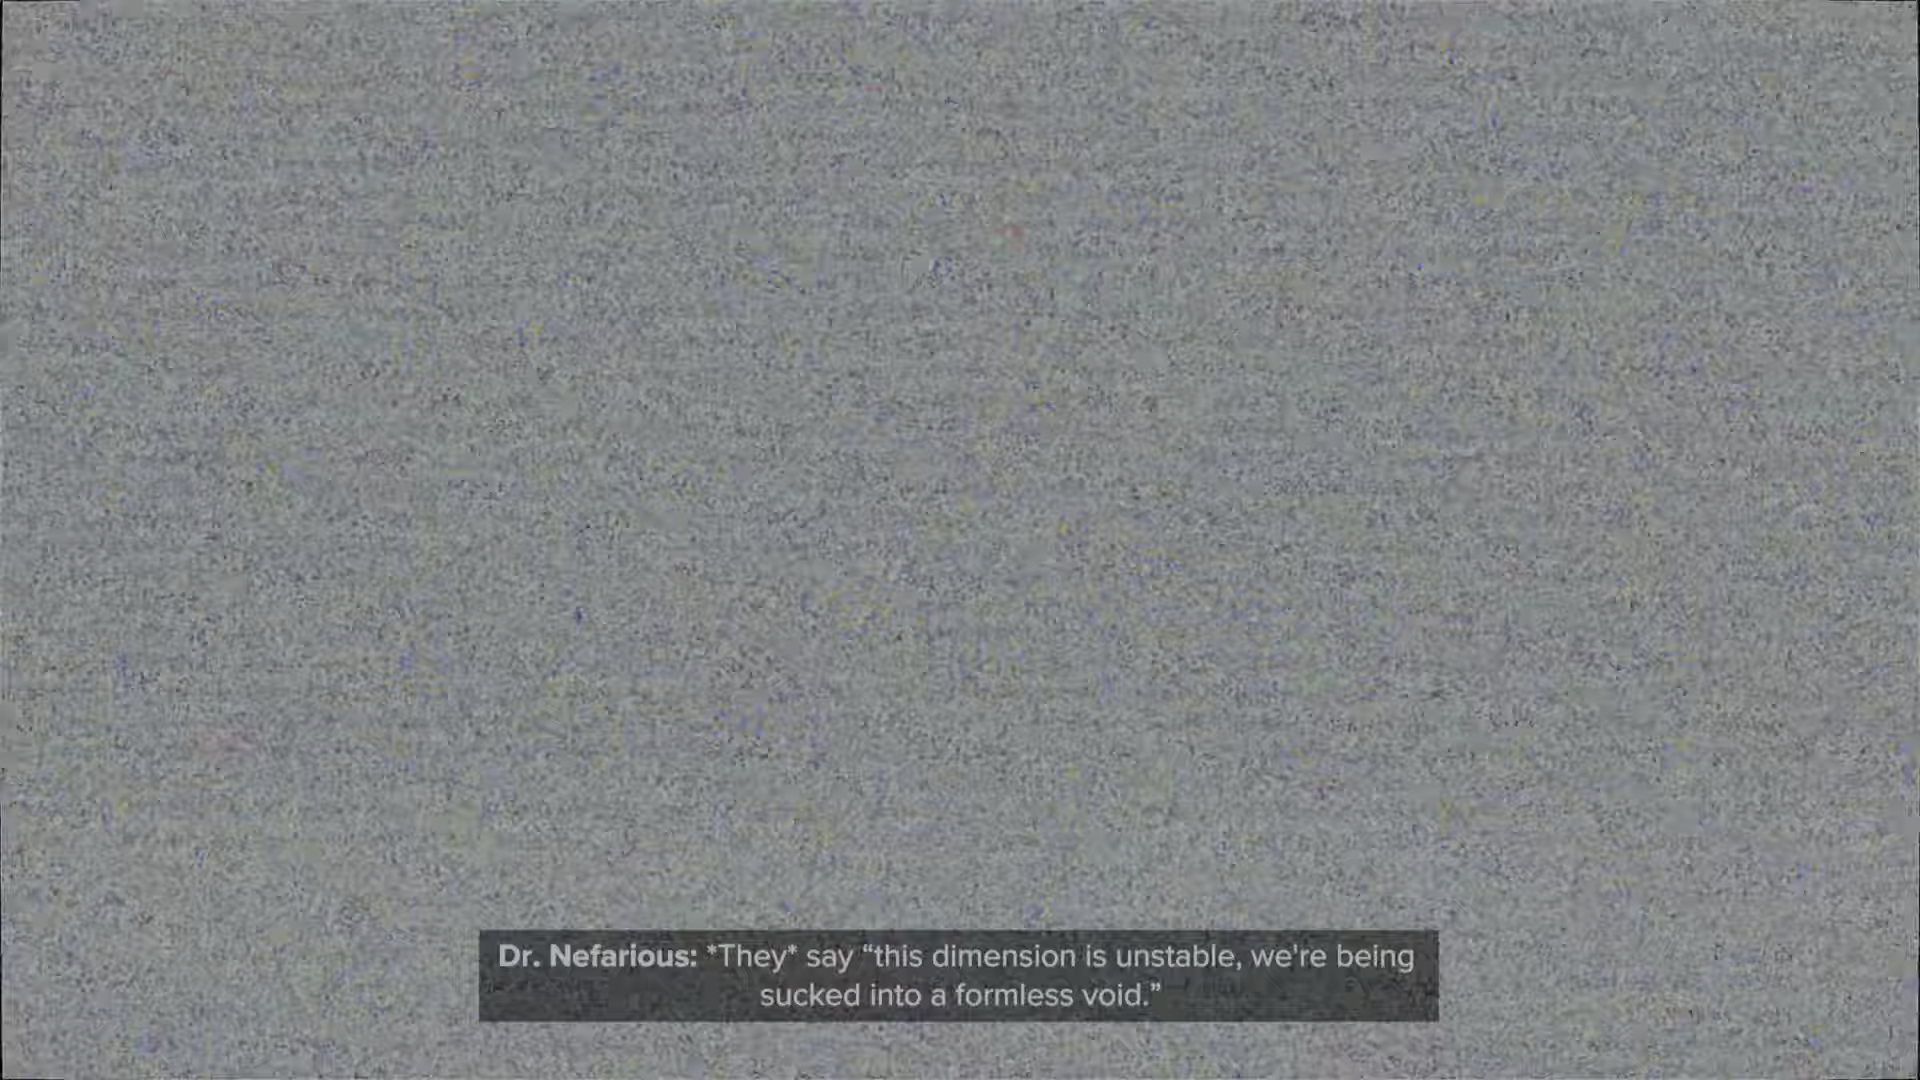 Dr. Nefarious: *They* say “this dimension is unstable, we're being
sucked into a formless void.”